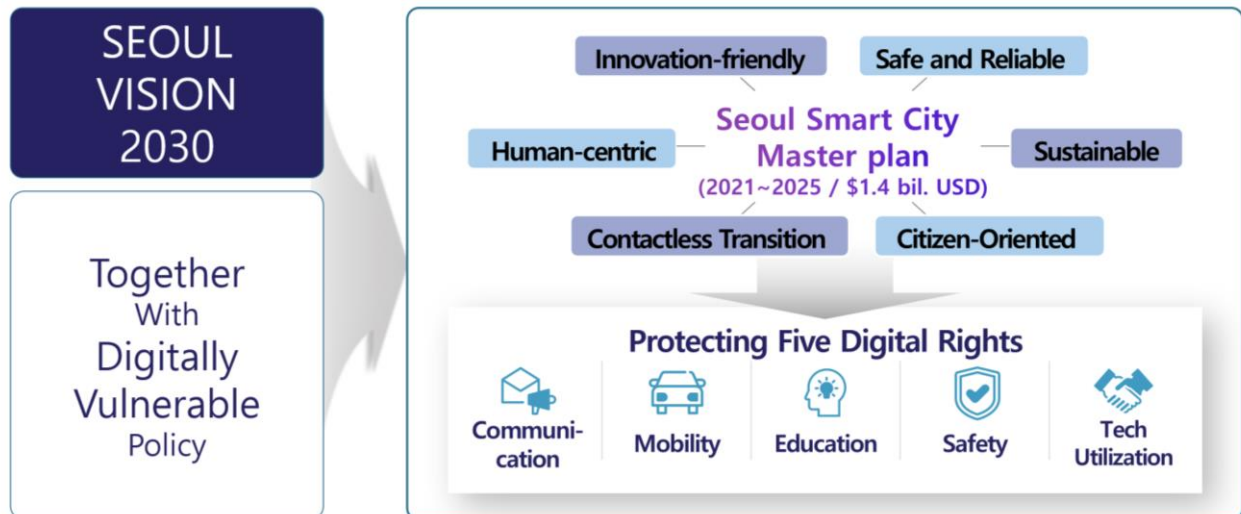 SEOUL
VISION
2030
Together
With
Digitally
Vulnerable
Policy
Innovation-friendly
Safe and Reliable
Human-centric
Seoul Smart City
Master plan
(2021~2025 / $1.4 bil. USD)
Sustainable
Contactless Transition
Citizen-Oriented
Protecting Five Digital Rights
Communi-
cation
Mobility
Education
Safety
Tech
Utilization